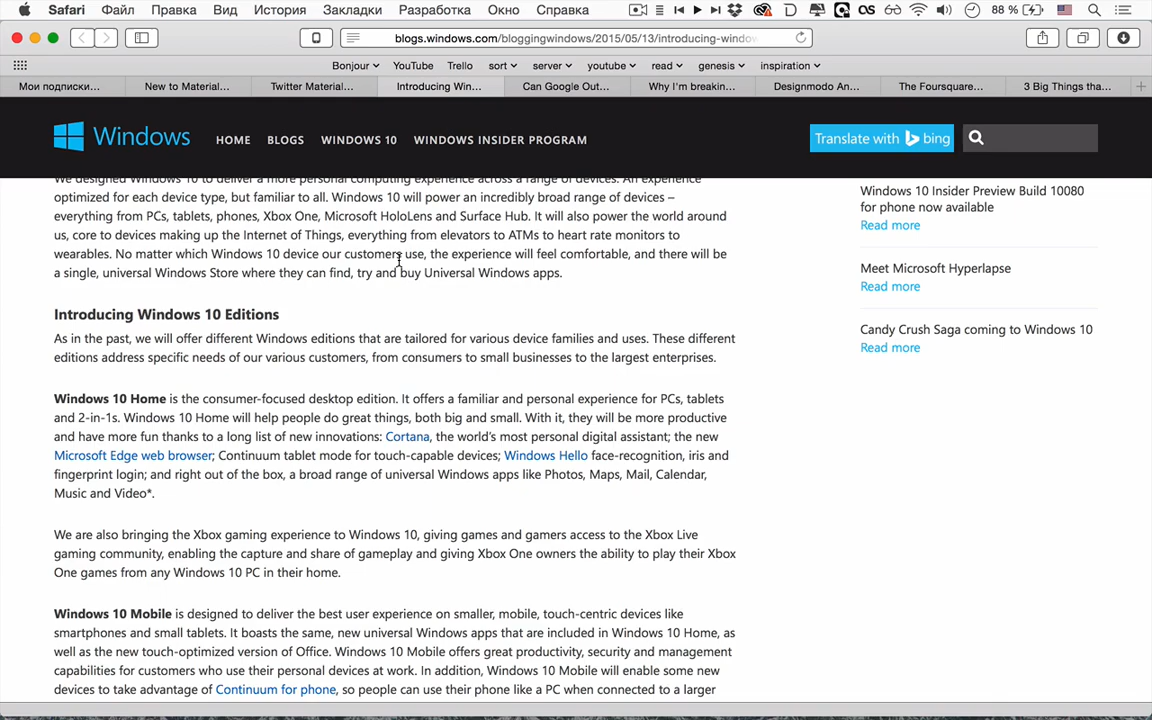 Safari Файл Правка Вид История Закладки Разработка Окно Справка 88 %
blogs.windows.com/bloggingwindows/2015/05/13/introducing-window
Bonjour YouTube Trello sort server youtube read genesis inspiration
Мои подписки... New to Material... Twitter Material... Introducing Win... Can Google Out... Why I'm breakin... Designmodo An... The Foursquare... 3 Big Things tha...
Windows HOME BLOGS WINDOWS 10 WINDOWS INSIDER PROGRAM Translate with bing
We designed Windows 10 to deliver a more personal computing experience across a range of devices. An experience
optimized for each device type, but familiar to all. Windows 10 will power an incredibly broad range of devices –
everything from PCs, tablets, phones, Xbox One, Microsoft HoloLens and Surface Hub. It will also power the world around
us, core to devices making up the Internet of Things, everything from elevators to ATMs to heart rate monitors to
wearables. No matter which Windows 10 device our customers use, the experience will feel comfortable, and there will be
a single, universal Windows Store where they can find, try and buy Universal Windows apps.
Introducing Windows 10 Editions
As in the past, we will offer different Windows editions that are tailored for various device families and uses. These different
editions address specific needs of our various customers, from consumers to small businesses to the largest enterprises.
Windows 10 Home is the consumer-focused desktop edition. It offers a familiar and personal experience for PCs, tablets
and 2-in-1s. Windows 10 Home will help people do great things, both big and small. With it, they will be more productive
and have more fun thanks to a long list of new innovations: Cortana, the world's most personal digital assistant; the new
Microsoft Edge web browser; Continuum tablet mode for touch-capable devices; Windows Hello face-recognition, iris and
fingerprint login; and right out of the box, a broad range of universal Windows apps like Photos, Maps, Mail, Calendar,
Music and Video*.
We are also bringing the Xbox gaming experience to Windows 10, giving games and gamers access to the Xbox Live
gaming community, enabling the capture and share of gameplay and giving Xbox One owners the ability to play their Xbox
One games from any Windows 10 PC in their home.
Windows 10 Mobile is designed to deliver the best user experience on smaller, mobile, touch-centric devices like
smartphones and small tablets. It boasts the same, new universal Windows apps that are included in Windows 10 Home, as
well as the new touch-optimized version of Office. Windows 10 Mobile offers great productivity, security and management
capabilities for customers who use their personal devices at work. In addition, Windows 10 Mobile will enable some new
devices to take advantage of Continuum for phone, so people can use their phone like a PC when connected to a larger
Windows 10 Insider Preview Build 10080
for phone now available
Read more
Meet Microsoft Hyperlapse
Read more
Candy Crush Saga coming to Windows 10
Read more